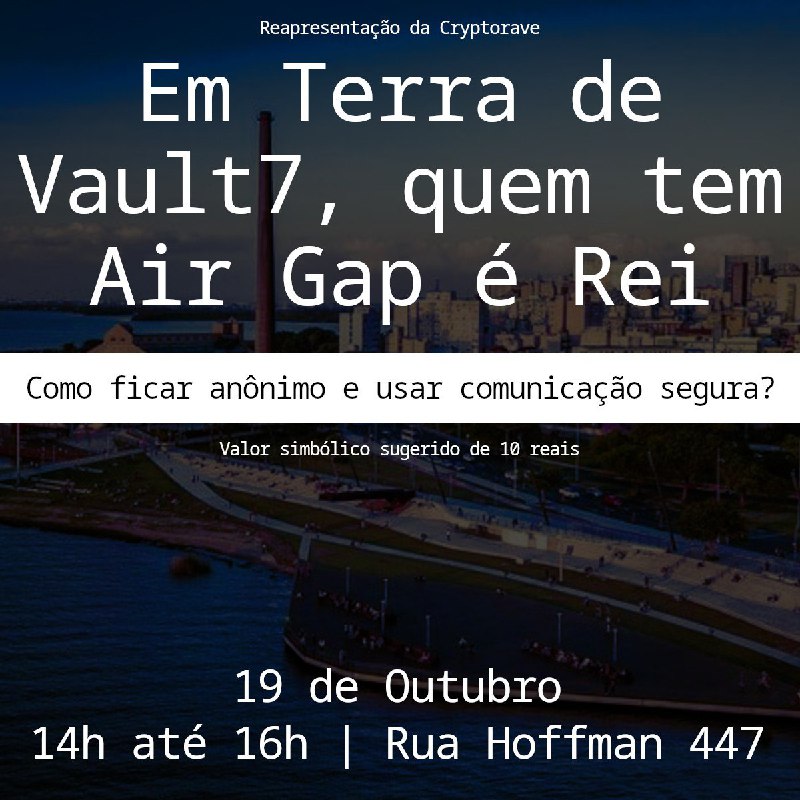 Reapresentação da Cryptorave
Em Terra de
Vault7, quem tem
Air Gap é Rei
Como ficar anônimo e usar comunicação segura?
Valor simbólico sugerido de 10 reais
19 de Outubro
14h até 16h | Rua Hoffman 447